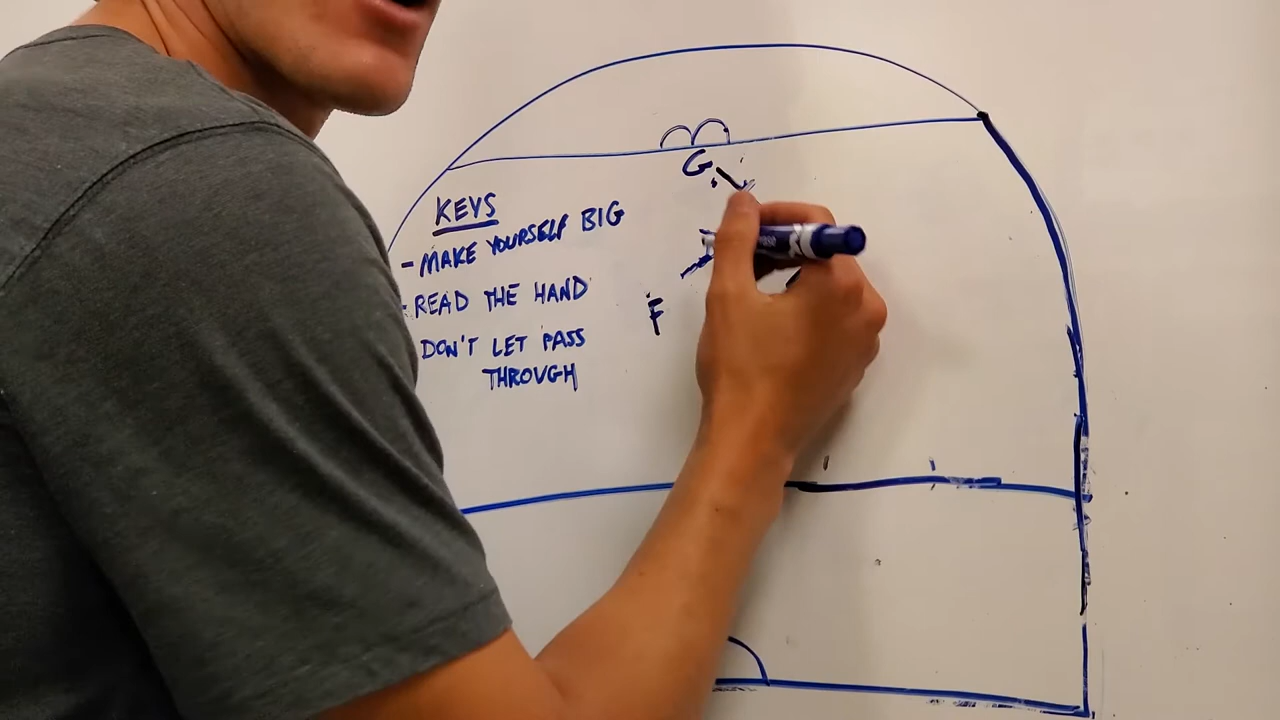 G
KEYS
- MAKE YOURSELF BIG
- READ THE HAND
DON'T LET PASS
THROUGH
F